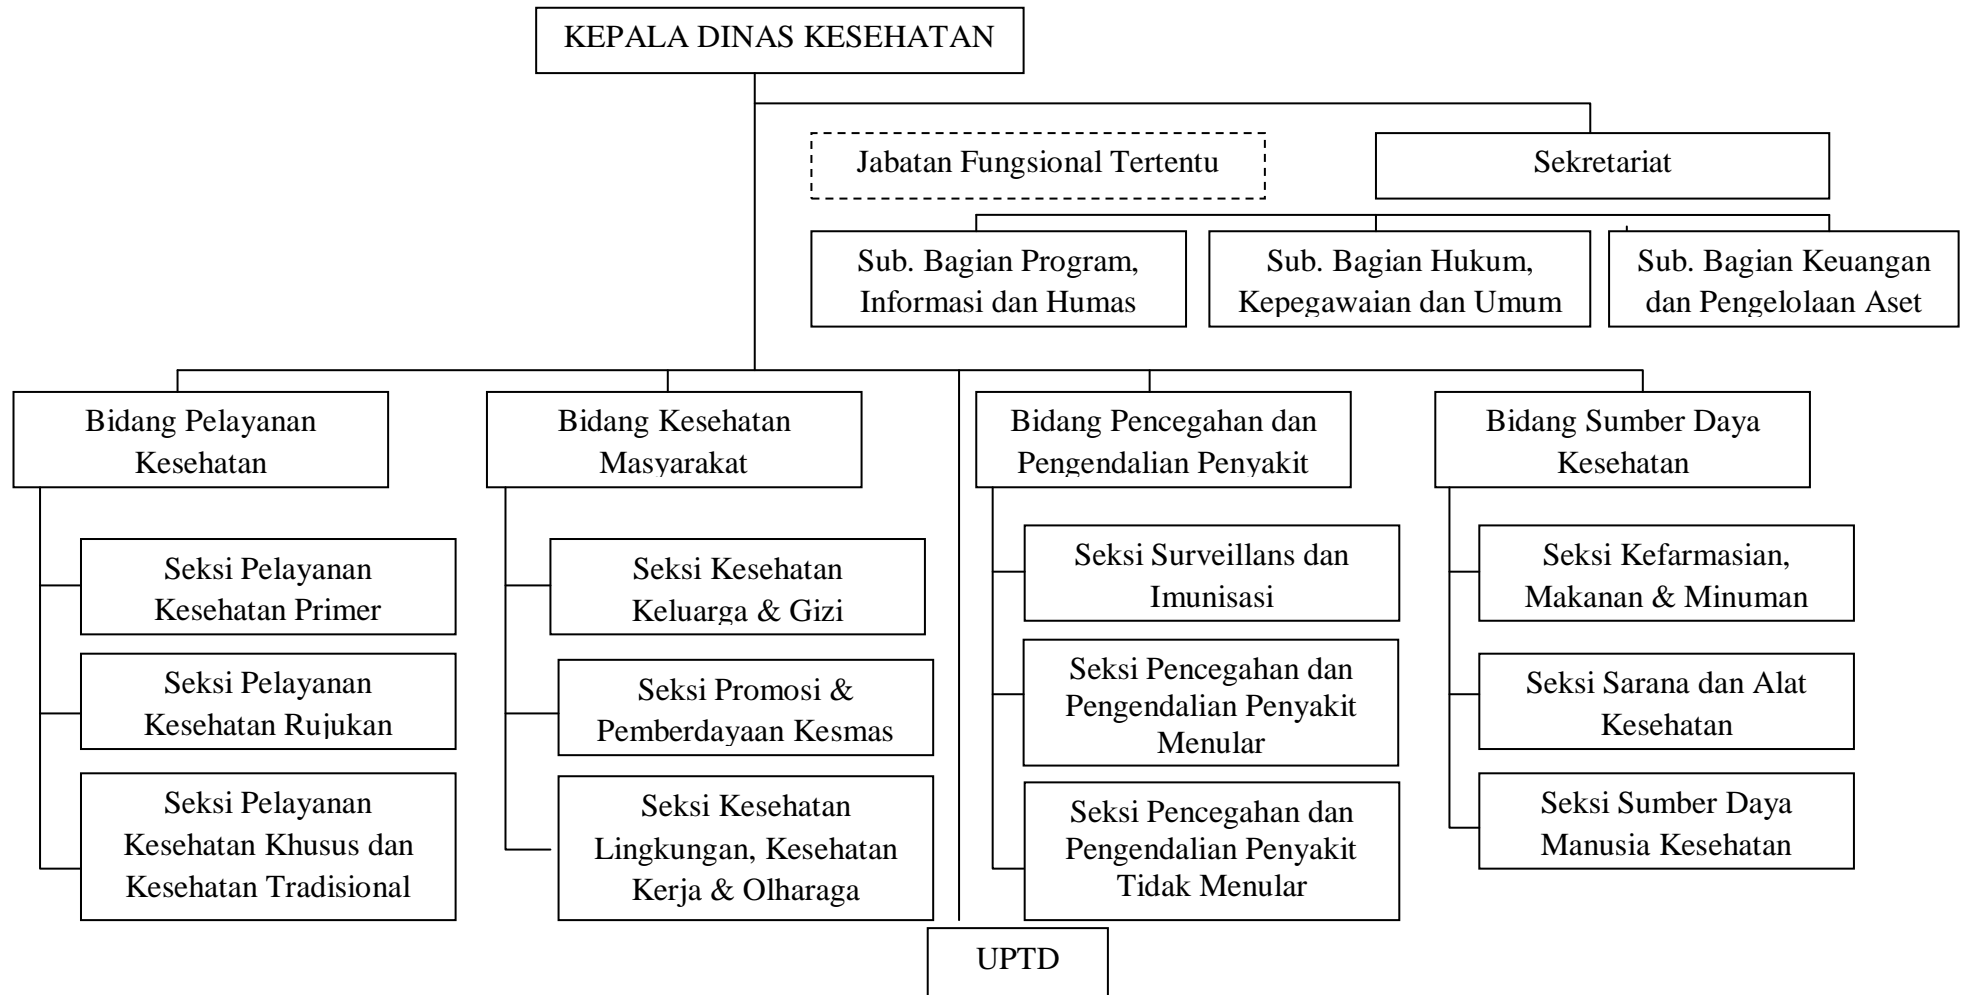 KEPALA DINAS KESEHATAN
Jabatan Fungsional Tertentu
Sekretariat
Sub. Bagian Program,
Informasi dan Humas
Sub. Bagian Hukum,
Kepegawaian dan Umum
Sub. Bagian Keuangan
dan Pengelolaan Aset
Bidang Pelayanan
Kesehatan
Bidang Kesehatan
Masyarakat
Bidang Pencegahan dan
Pengendalian Penyakit
Bidang Sumber Daya
Kesehatan
Seksi Pelayanan
Kesehatan Primer
Seksi Pelayanan
Kesehatan Rujukan
Seksi Pelayanan
Kesehatan Khusus dan
Kesehatan Tradisional
Seksi Kesehatan
Keluarga & Gizi
Seksi Promosi &
Pemberdayaan Kesmas
Seksi Kesehatan
Lingkungan, Kesehatan
Kerja & Olharaga
Seksi Surveillans dan
Imunisasi
Seksi Pencegahan dan
Pengendalian Penyakit
Menular
Seksi Pencegahan dan
Pengendalian Penyakit
Tidak Menular
Seksi Kefarmasian,
Makanan & Minuman
Seksi Sarana dan Alat
Kesehatan
Seksi Sumber Daya
Manusia Kesehatan
UPTD